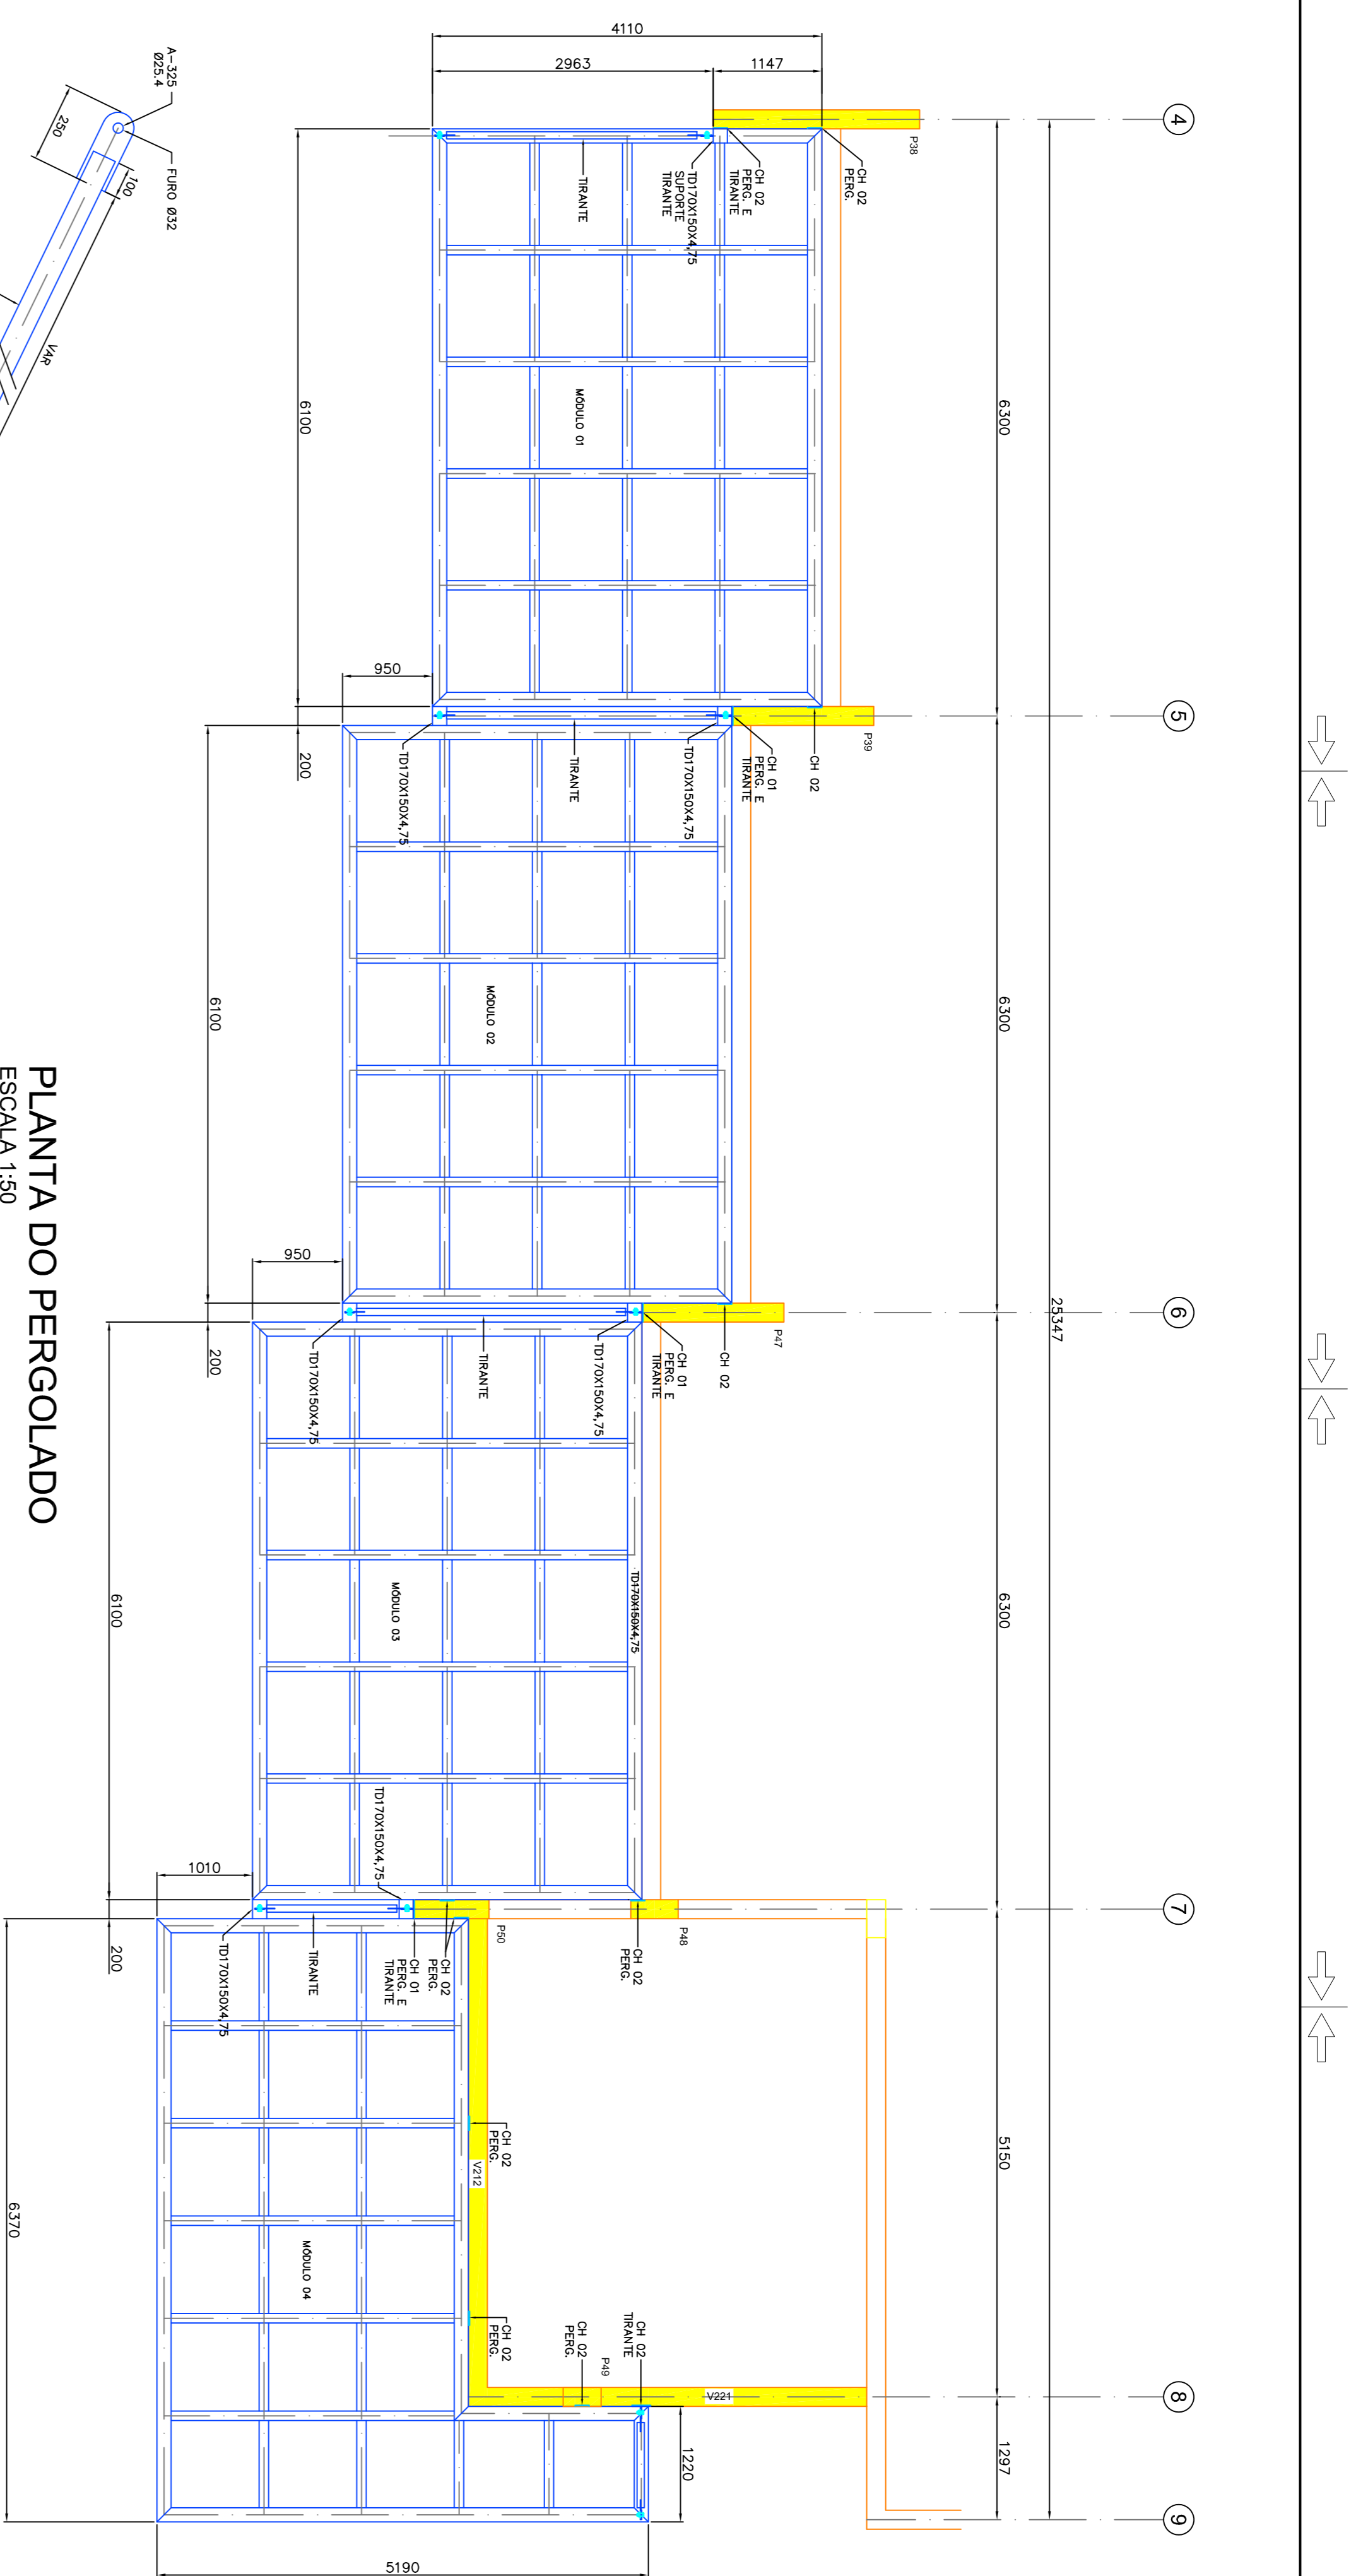 4
5
6
7
8
9
25347
6300
6300
6300
5150
1297
4110
2963
1147
P38
CH 02
PERG.
CH 02
PERG. E
TIRANTE
TD170X150X4,75
SUPORTE
TIRANTE
TIRANTE
MÓDULO 01
6100
950
200
P39
CH 02
CH 01
PERG. E
TIRANTE
TD170X150X4,75
TIRANTE
TD170X150X4,75
MÓDULO 02
6100
950
200
P47
CH 02
CH 01
PERG. E
TIRANTE
TD170X150X4,75
TIRANTE
TD170X150X4,75
TD170X150X4,75
MÓDULO 03
6100
1010
200
TD170X150X4,75
P48
CH 02
PERG.
P50
CH 02
PERG.
CH 01
PERG. E
TIRANTE
TIRANTE
TD170X150X4,75
CH 02
PERG.
V212
CH 02
PERG.
MÓDULO 04
CH 02
TIRANTE
CH 02
PERG.
P49
V221
1220
5190
6370
A-325
Ø25.4
FURO Ø32
250
100
VAR
PLANTA DO PERGOLADO
ESCALA 1:50